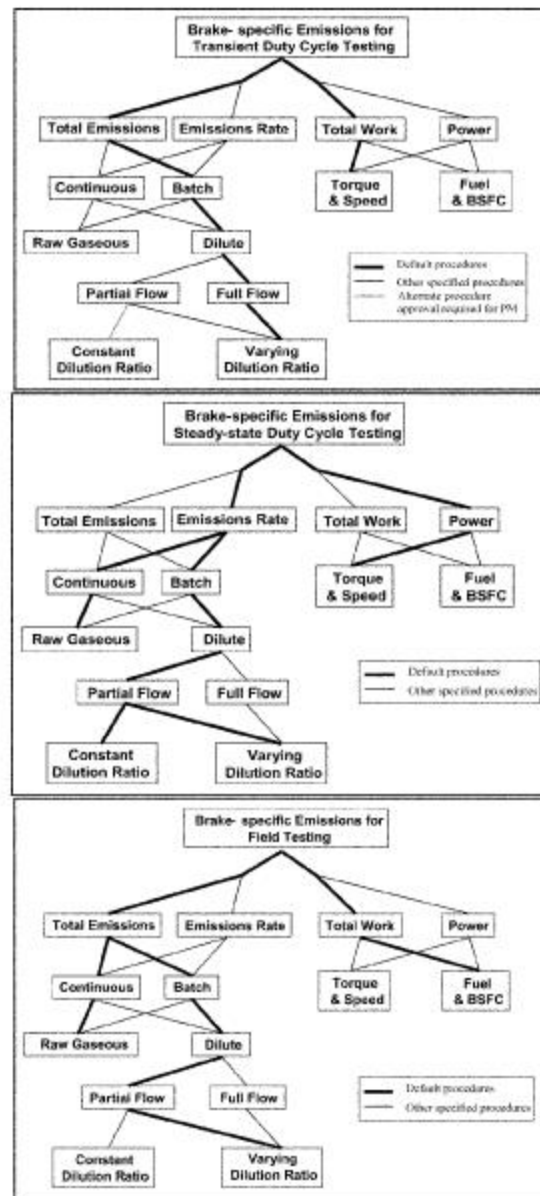 Brake- specific Emissions for
Transient Duty Cycle Testing
Total Emissions
Emissions Rate
Total Work
Power
Continuous
Batch
Torque
& Speed
Fuel
& BSFC
Raw Gaseous
Dilute
Default procedures
Other specified procedures
Alternate procedure
approval required for PM
Partial Flow
Full Flow
Constant
Dilution Ratio
Varying
Dilution Ratio
Brake-specific Emissions for
Steady-state Duty Cycle Testing
Total Emissions
Emissions Rate
Total Work
Power
Continuous
Batch
Torque
& Speed
Fuel
& BSFC
Raw Gaseous
Dilute
Default procedures
Other specified procedures
Partial Flow
Full Flow
Constant
Dilution Ratio
Varying
Dilution Ratio
Brake- specific Emissions for
Field Testing
Total Emissions
Emissions Rate
Total Work
Power
Continuous
Batch
Torque
& Speed
Fuel
& BSFC
Raw Gaseous
Dilute
Default procedures
Other specified procedures
Partial Flow
Full Flow
Constant
Dilution Ratio
Varying
Dilution Ratio